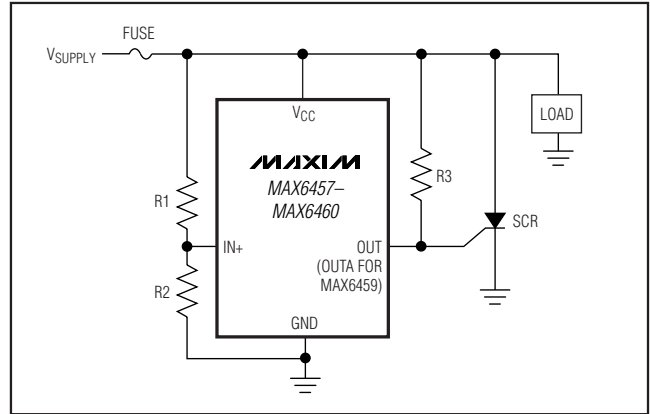 FUSE
VSUPPLY
VCC
LOAD
MAXIM
MAX6457–
MAX6460
R3
R1
SCR
IN+
OUT
(OUTA FOR
MAX6459)
R2
GND